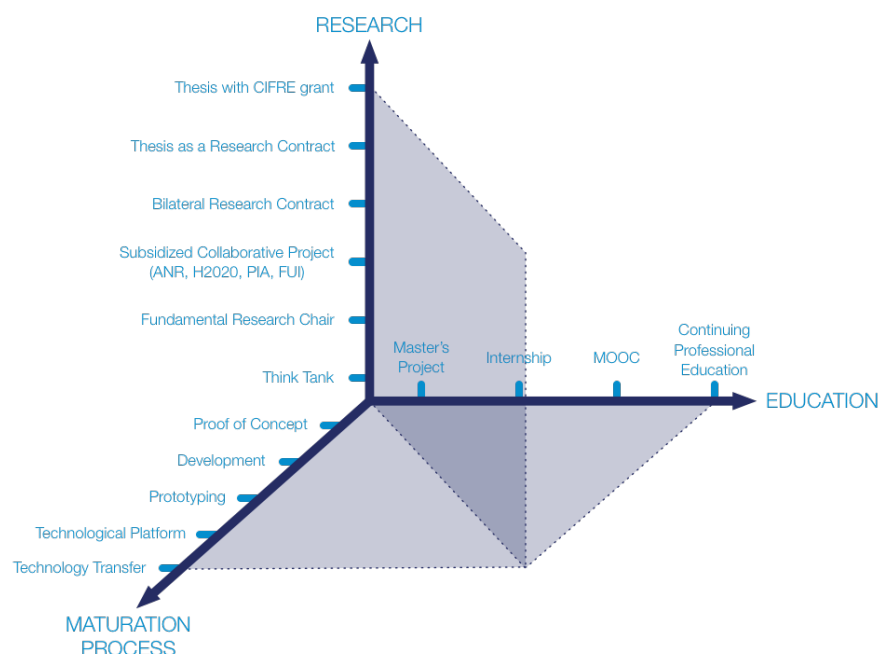 RESEARCH
Thesis with CIFRE grant
Thesis as a Research Contract
Bilateral Research Contract
Subsidized Collaborative Project
(ANR, H2020, PIA, FUI)
Fundamental Research Chair
Think Tank
Master's
Project
Internship
MOOC
Continuing
Professional
Education
EDUCATION
Proof of Concept
Development
Prototyping
Technological Platform
Technology Transfer
MATURATION
PROCESS